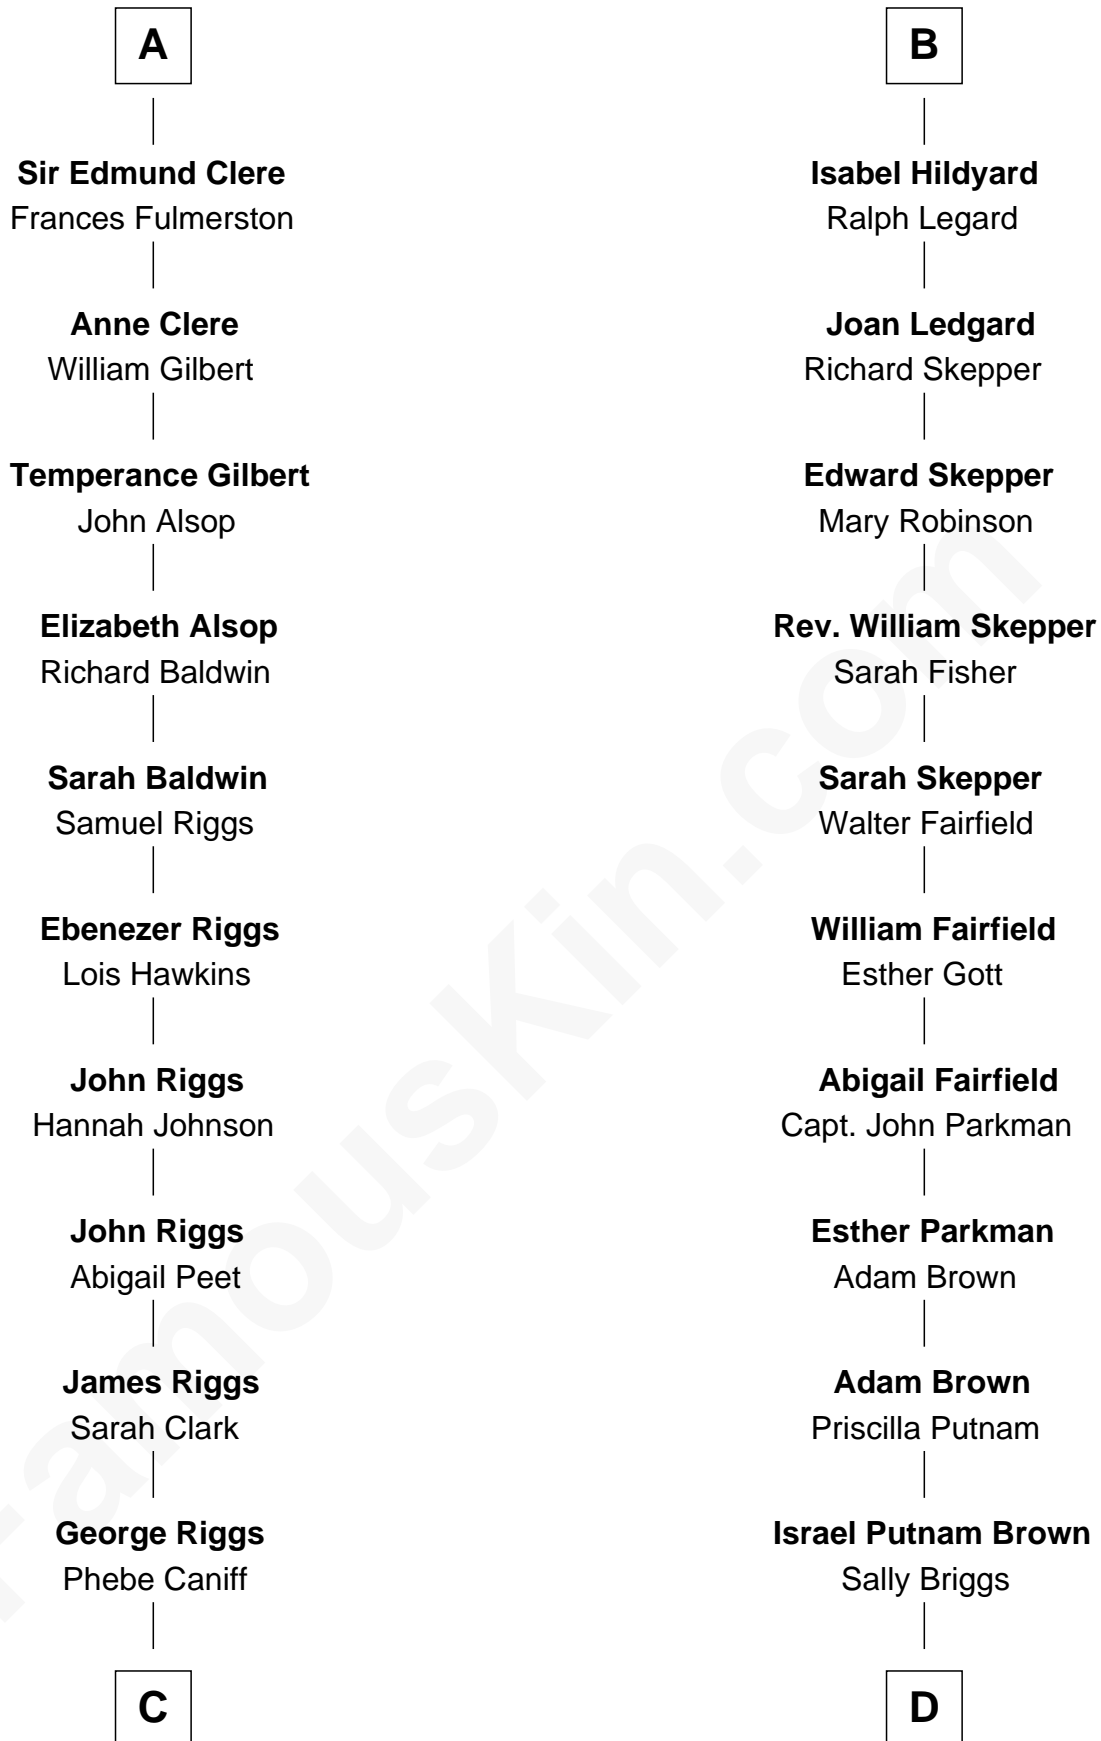 A
Sir Edmund Clere
Frances Fulmerston
Anne Clere
William Gilbert
Temperance Gilbert
John Alsop
Elizabeth Alsop
Richard Baldwin
Sarah Baldwin
Samuel Riggs
Ebenezer Riggs
Lois Hawkins
John Riggs
Hannah Johnson
John Riggs
Abigail Peet
James Riggs
Sarah Clark
George Riggs
Phebe Caniff
C
B
Isabel Hildyard
Ralph Legard
Joan Ledgard
Richard Skepper
Edward Skepper
Mary Robinson
Rev. William Skepper
Sarah Fisher
Sarah Skepper
Walter Fairfield
William Fairfield
Esther Gott
Abigail Fairfield
Capt. John Parkman
Esther Parkman
Adam Brown
Adam Brown
Priscilla Putnam
Israel Putnam Brown
Sally Briggs
D
FamousKin.com